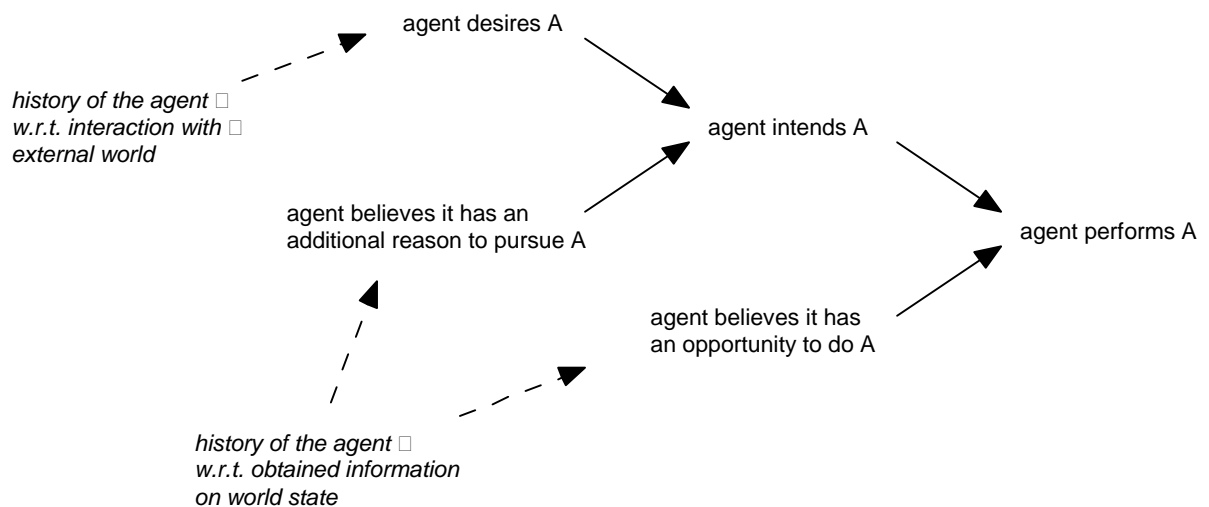 agent desires A
history of the agent □
w.r.t. interaction with □
external world
agent intends A
agent believes it has an
additional reason to pursue A
agent performs A
agent believes it has
an opportunity to do A
history of the agent □
w.r.t. obtained information
on world state